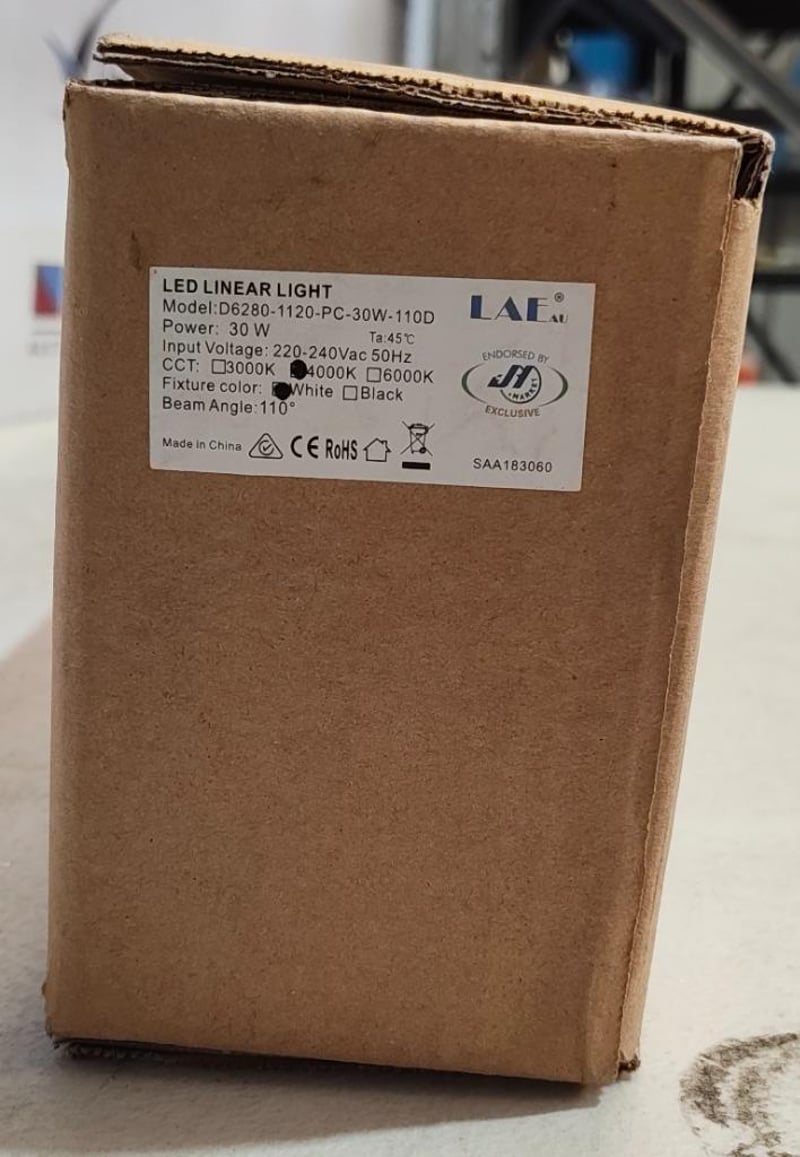 LED LINEAR LIGHT
Model:D6280-1120-PC-30W-110D
Power: 30 W
Ta:45℃
Input Voltage: 220-240Vac 50Hz
CCT: ☐3000K ☑4000K ☐6000K
Fixture color: ☑White ☐Black
Beam Angle:110°
Made in China
CE RoHS
LAE® AU
ENDORSED BY
JH
MARKET
EXCLUSIVE
SAA183060